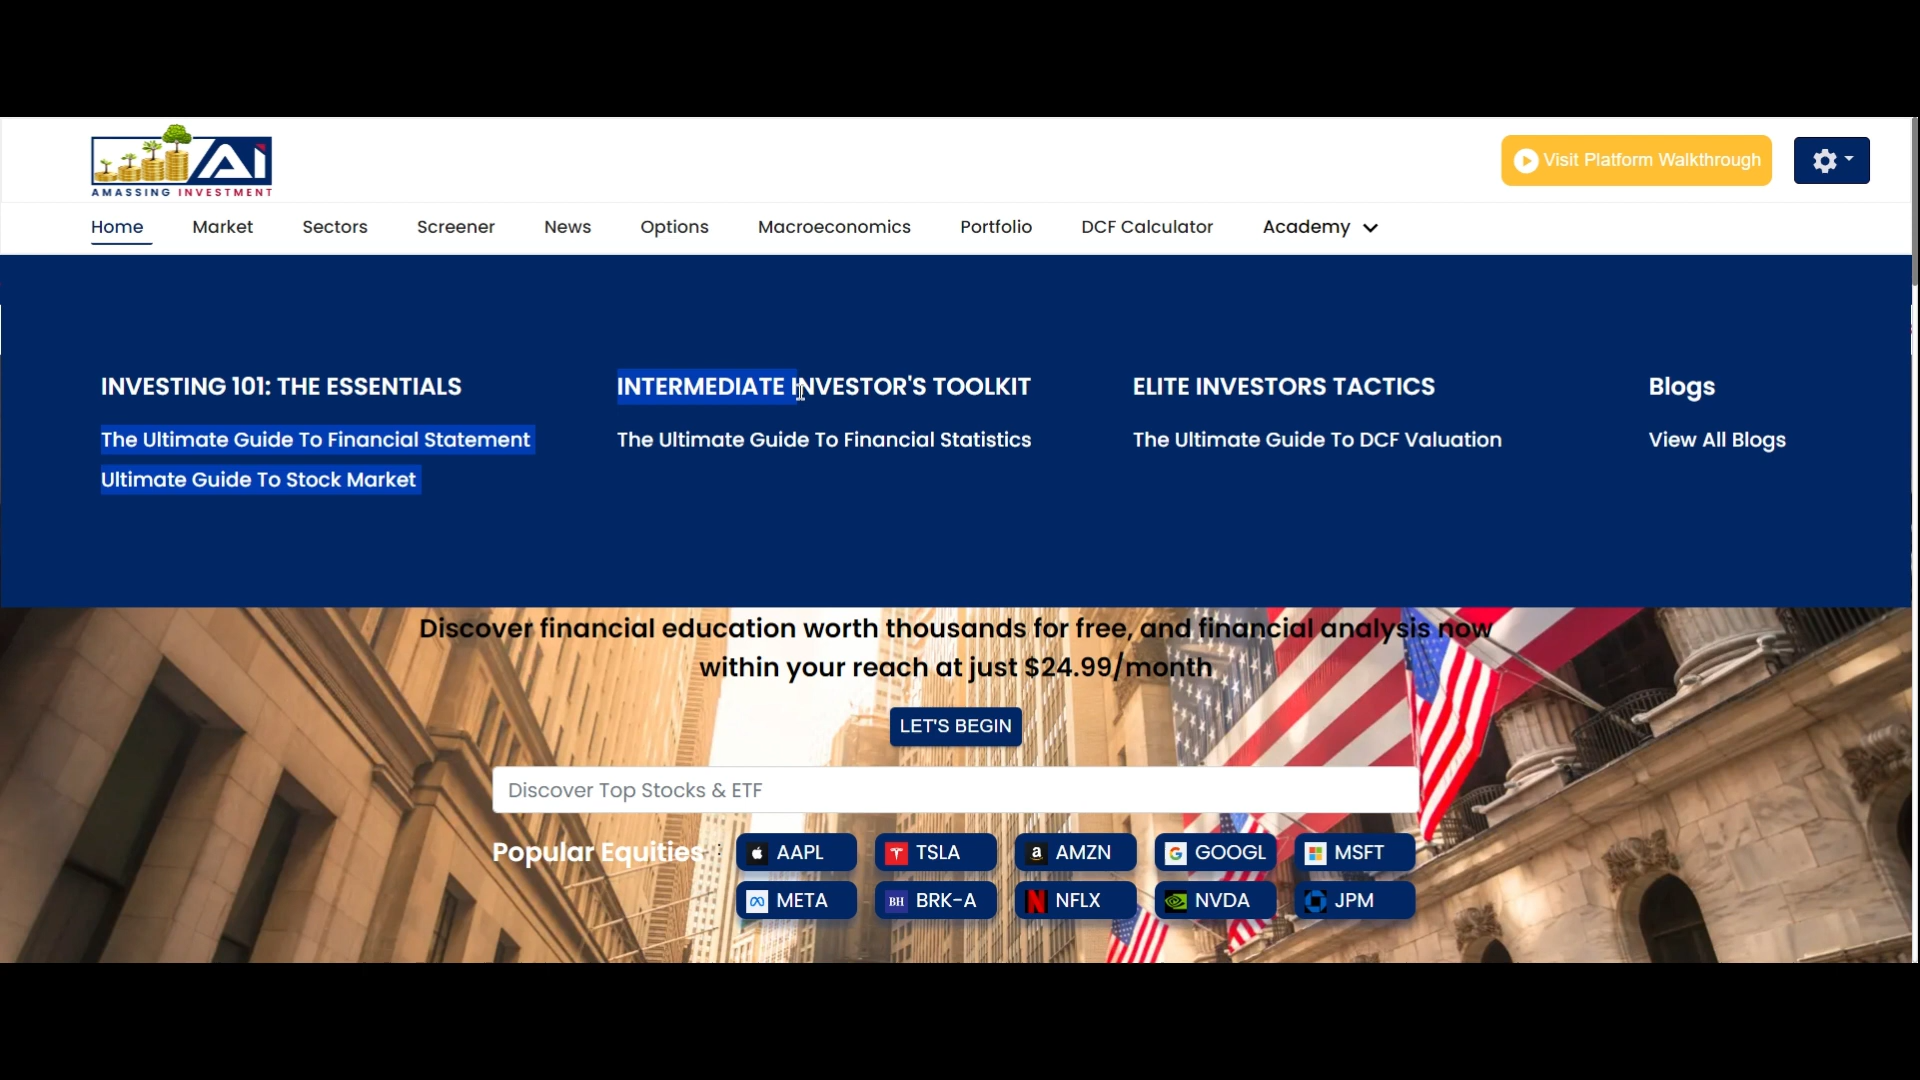 AI
AMASSING INVESTMENT
Visit Platform Walkthrough
Home Market Sectors Screener News Options Macroeconomics Portfolio DCF Calculator Academy
INVESTING 101: THE ESSENTIALS
The Ultimate Guide To Financial Statement
Ultimate Guide To Stock Market
INTERMEDIATE INVESTOR'S TOOLKIT
The Ultimate Guide To Financial Statistics
ELITE INVESTORS TACTICS
The Ultimate Guide To DCF Valuation
Blogs
View All Blogs
Discover financial education worth thousands for free, and financial analysis now
within your reach at just $24.99/month
LET'S BEGIN
Discover Top Stocks & ETF
Popular Equities :
AAPL TSLA AMZN GOOGL MSFT
META BH BRK-A NFLX NVDA JPM